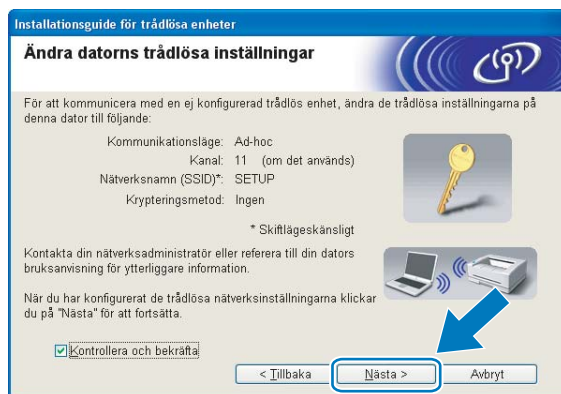 Installationsguide för trådlösa enheter
Ändra datorns trådlösa inställningar
För att kommunicera med en ej konfigurerad trådlös enhet, ändra de trådlösa inställningarna på
denna dator till följande:
Kommunikationsläge: Ad-hoc
Kanal: 11 (om det används)
Nätverksnamn (SSID)*: SETUP
Krypteringsmetod: Ingen
* Skiftlägeskänsligt
Kontakta din nätverksadministratör eller referera till din dators
bruksanvisning för ytterliggare information.
När du har konfigurerat de trådlösa nätverksinställningarna klickar
du på "Nästa" för att fortsätta.
Kontrollera och bekräfta
< Tillbaka Nästa > Avbryt